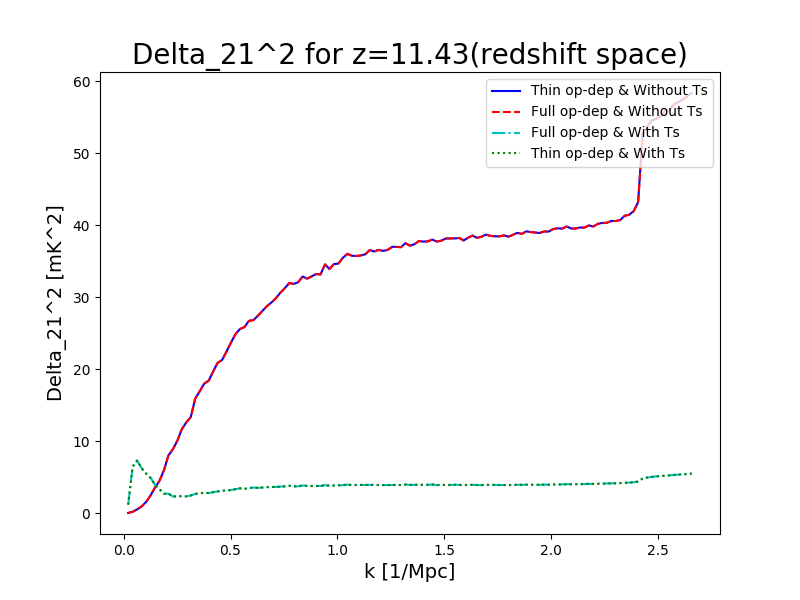 Delta_21^2 for z=11.43(redshift space)
Thin op-dep & Without Ts
Full op-dep & Without Ts
Full op-dep & With Ts
Thin op-dep & With Ts
Delta_21^2 [mK^2]
60
50
40
30
20
10
0
0.0 0.5 1.0 1.5 2.0 2.5
k [1/Mpc]